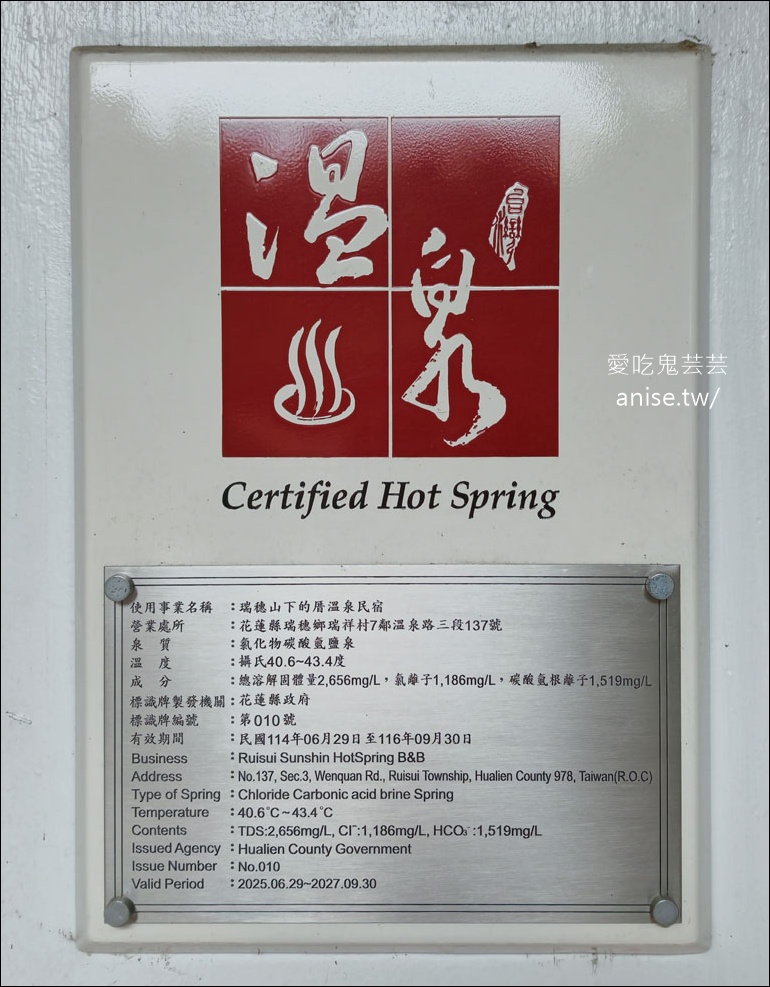 溫泉
台灣
愛吃鬼芸芸
anise.tw/
Certified Hot Spring
使用事業名稱：瑞穗山下的厝溫泉民宿
營業處所：花蓮縣瑞穗鄉瑞祥村7鄰溫泉路三段137號
泉質：氯化物碳酸氫鹽泉
溫度：攝氏40.6~43.4度
成分：總溶解固體量2,656mg/L，氯離子1,186mg/L，碳酸氫根離子1,519mg/L
標識牌製發機關：花蓮縣政府
標識牌編號：第010號
有效期間：民國114年06月29日至116年09月30日
Business：Ruisui Sunshin HotSpring B&B
Address：No.137, Sec.3, Wenquan Rd., Ruisui Township, Hualien County 978, Taiwan(R.O.C)
Type of Spring：Chloride Carbonic acid brine Spring
Temperature：40.6°C~43.4°C
Contents：TDS:2,656mg/L, Cl⁻:1,186mg/L, HCO₃⁻:1,519mg/L
Issued Agency：Hualien County Government
Issue Number：No.010
Valid Period：2025.06.29~2027.09.30